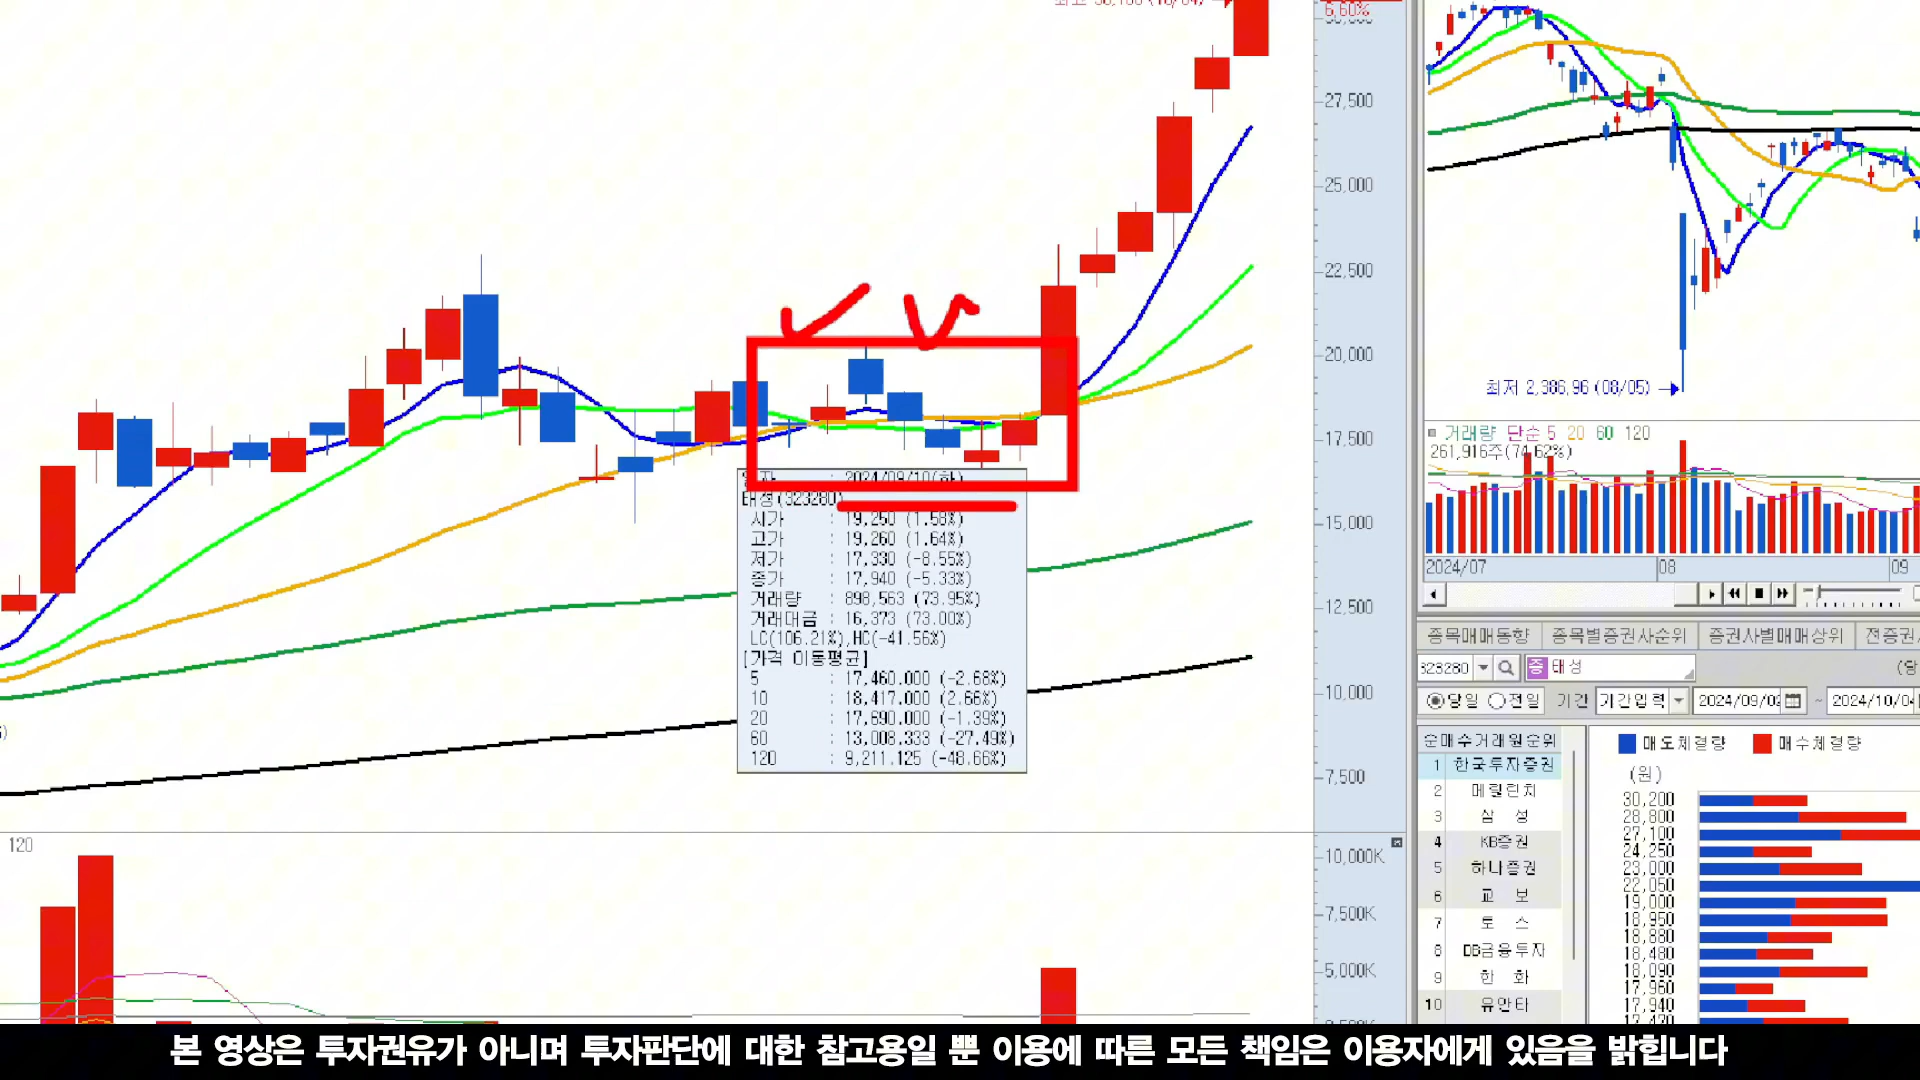 6,60%
27,500
25,000
22,500
20,000
17,500
15,000
12,500
10,000
7,500
태성(323280)
시가 : 19,250 (1.58%)
고가 : 19,260 (1.64%)
저가 : 17,330 (-8.55%)
종가 : 17,940 (-5.33%)
거래량 : 898,563 (73.95%)
거래대금 : 16,373 (73.00%)
LC(106.21%),HC(-41.56%)
[가격 이동평균]
5 : 17,460.000 (-2.68%)
10 : 18,417.000 (2.66%)
20 : 17,690.000 (-1.39%)
60 : 13,008.333 (-27.49%)
120 : 9,211.125 (-48.66%)
120
10,000K
7,500K
5,000K
최저 2,386,96 (08/05)
거래량 단순 5 20 60 120
261,916주(74.62%)
2024/07 08 09
종목매매동향 종목별증권사순위 증권사별매매상위
323280 증 태성 (당
당일 전일 기간 기간입력 2024/09/02 ~ 2024/10/04
순매수거래원순위
1 한국투자증권
2 메릴린치
3 삼 성
4 KB증권
5 하나증권
6 교 보
7 토 스
8 DB금융투자
9 한 화
10 유안타
매도체결량 매수체결량
(원)
30,200
28,800
27,100
24,250
23,000
22,050
19,000
18,950
18,880
18,480
18,090
17,960
17,940
본 영상은 투자권유가 아니며 투자판단에 대한 참고용일 뿐 이용에 따른 모든 책임은 이용자에게 있음을 밝힙니다